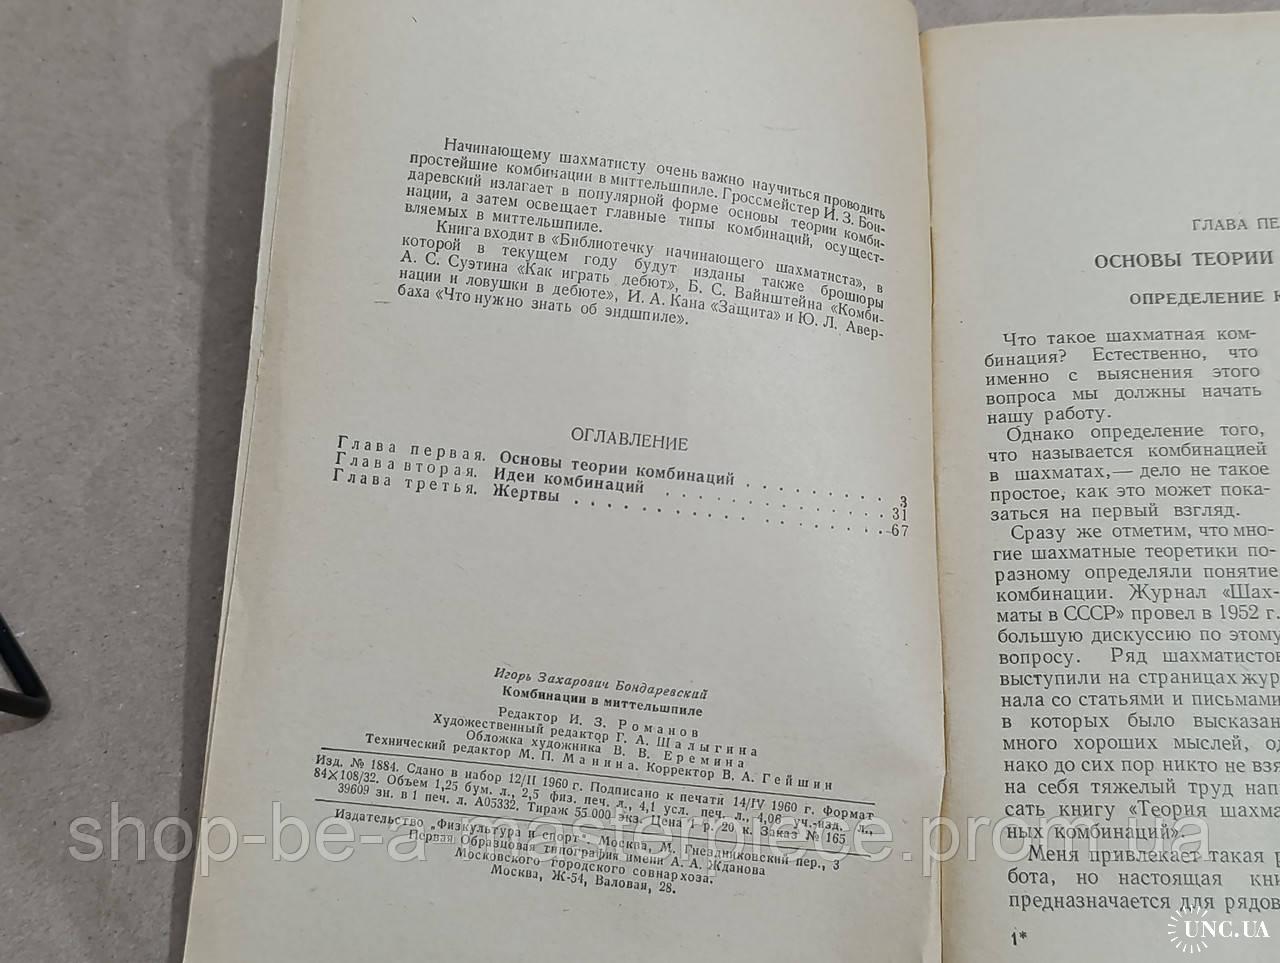 Начинающему шахматисту очень важно научиться проводить
простейшие комбинации в миттельшпиле. Гроссмейстер И. З. Бон-
даревский излагает в популярной форме основы теории комби-
нации, а затем освещает главные типы комбинаций, осущест-
вляемых в миттельшпиле.
Книга входит в «Библиотечку начинающего шахматиста», в
которой в текущем году будут изданы также брошюры
А. С. Суэтина «Как играть дебют», Б. С. Вайнштейна «Комби-
нации и ловушки в дебюте», И. А. Кана «Защита» и Ю. Л. Авер-
баха «Что нужно знать об эндшпиле».
ОГЛАВЛЕНИЕ
Глава первая. Основы теории комбинаций . . . . . . . . . 3
Глава вторая. Идеи комбинаций . . . . . . . . . . . . . . 31
Глава третья. Жертвы . . . . . . . . . . . . . . . . . . 67
Игорь Захарович Бондаревский
Комбинации в миттельшпиле
Редактор И. З. Романов
Художественный редактор Г. А. Шалыгина
Обложка художника В. В. Еремина
Технический редактор М. П. Манина. Корректор В. А. Гейшин
Изд. № 1884. Сдано в набор 12/II 1960 г. Подписано к печати 14/IV 1960 г. Формат
84×108/32. Объем 1,25 бум. л., 2,5 физ. печ. л., 4,1 усл. печ. л., 4,06 уч.-изд. л.,
39609 зн. в 1 печ. л. А05332. Тираж 55 000 экз. Цена 1 р. 20 к. Заказ № 165
Издательство „Физкультура и спорт", Москва, М. Гнездниковский пер., 3
Первая Образцовая типография имени А. А. Жданова
Московского городского совнархоза.
Москва, Ж-54, Валовая, 28.
ГЛАВА ПЕ
ОСНОВЫ ТЕОРИИ
ОПРЕДЕЛЕНИЕ К
Что такое шахматная ком-
бинация? Естественно, что
именно с выяснения этого
вопроса мы должны начать
нашу работу.
Однако определение того,
что называется комбинацией
в шахматах,— дело не такое
простое, как это может пока-
заться на первый взгляд.
Сразу же отметим, что мно-
гие шахматные теоретики по-
разному определяли понятие
комбинации. Журнал «Шах-
маты в СССР» провел в 1952 г.
большую дискуссию по этому
вопросу. Ряд шахматистов
выступили на страницах жур
нала со статьями и письмами
в которых было высказан
много хороших мыслей, од
нако до сих пор никто не взя
на себя тяжелый труд нап
сать книгу «Теория шахма
ных комбинаций».
Меня привлекает такая р
бота, но настоящая кни
предназначается для рядов
1*
shop-be-a-masterpiece.prom.ua
UNC.UA